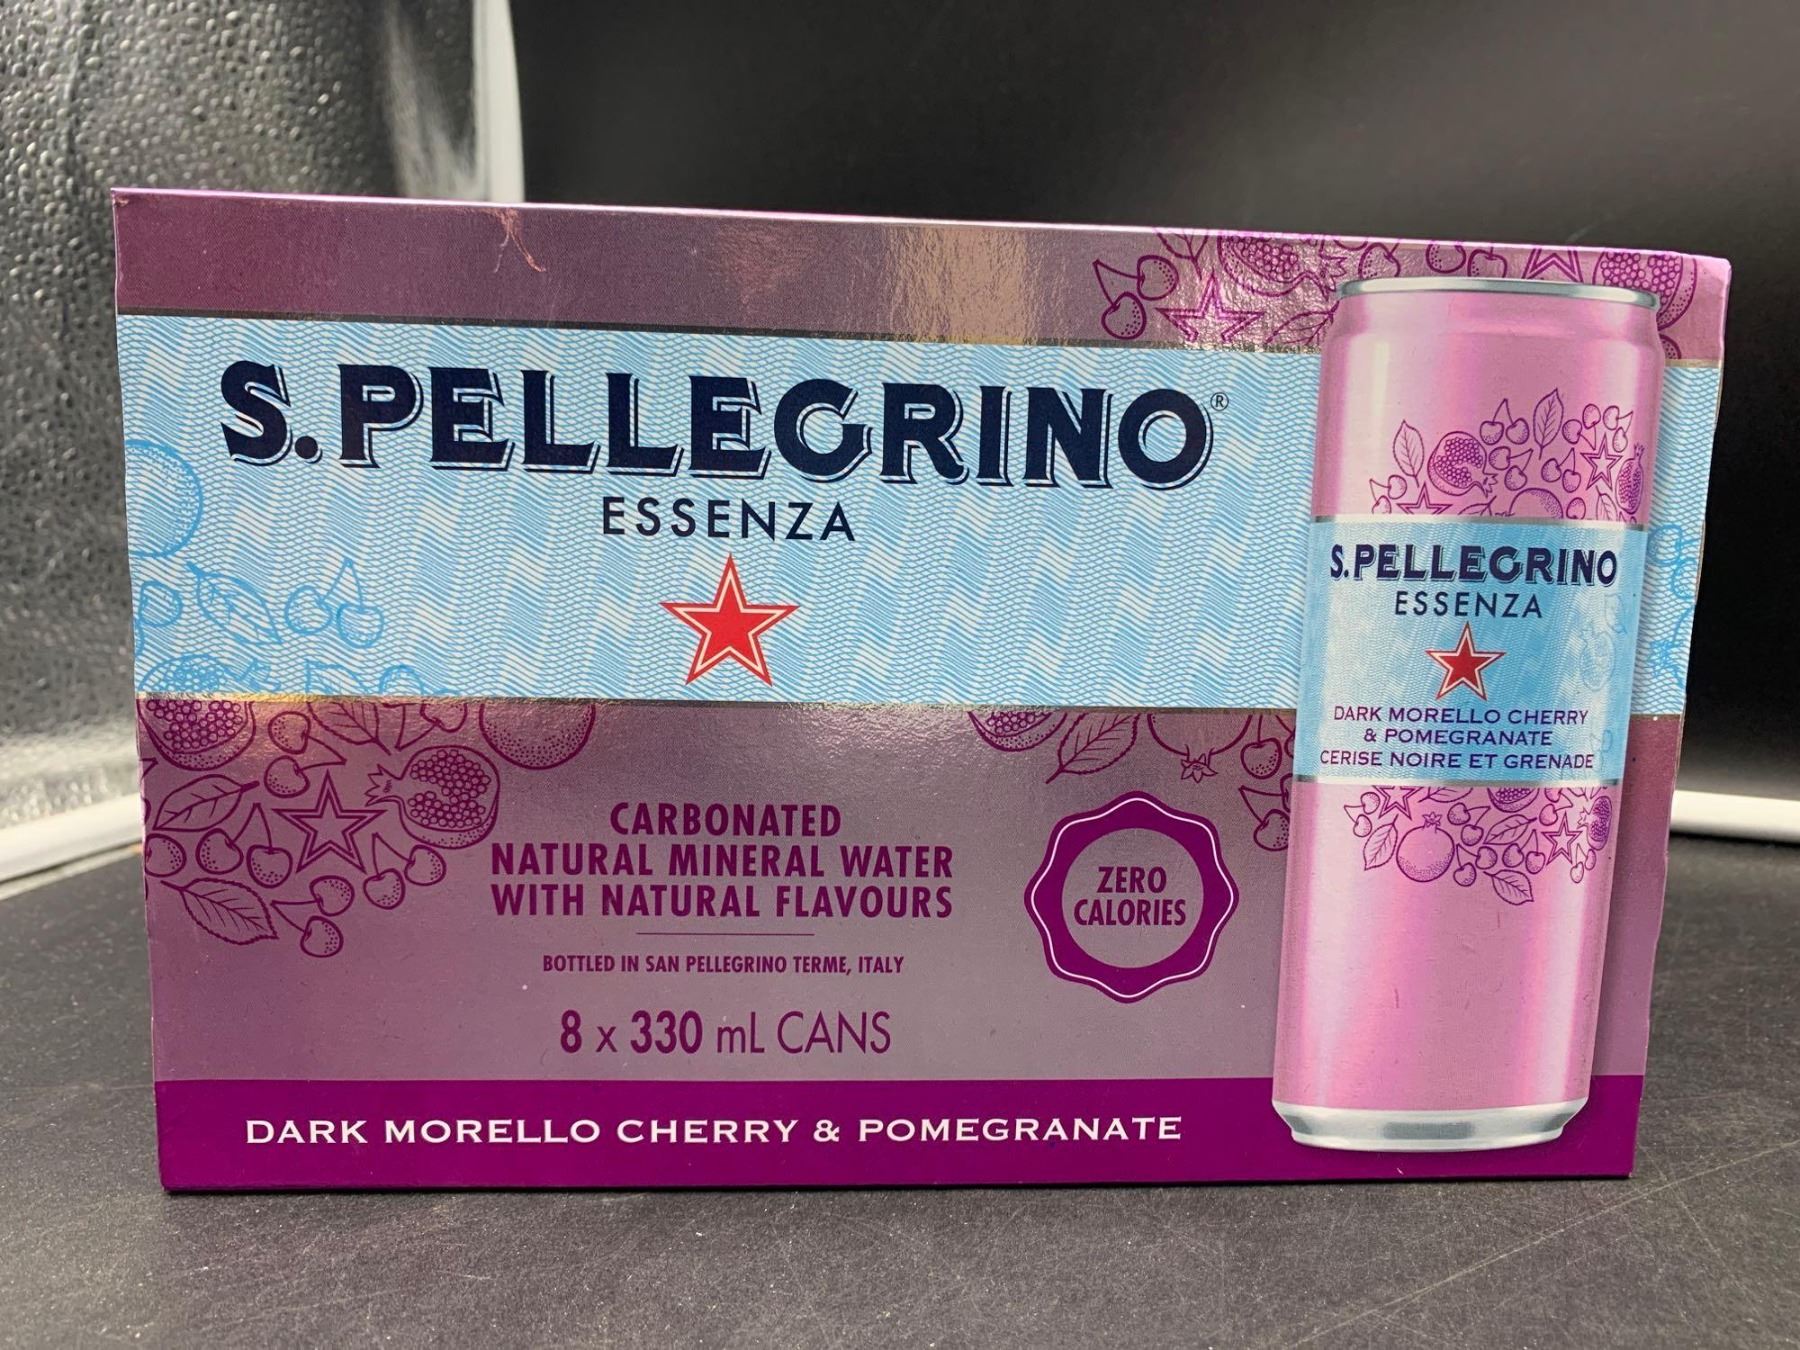 S.PELLEGRINO®
ESSENZA
CARBONATED
NATURAL MINERAL WATER
WITH NATURAL FLAVOURS
BOTTLED IN SAN PELLEGRINO TERME, ITALY
8 x 330 mL CANS
ZERO
CALORIES
DARK MORELLO CHERRY & POMEGRANATE
S.PELLEGRINO
ESSENZA
DARK MORELLO CHERRY
& POMEGRANATE
CERISE NOIRE ET GRENADE